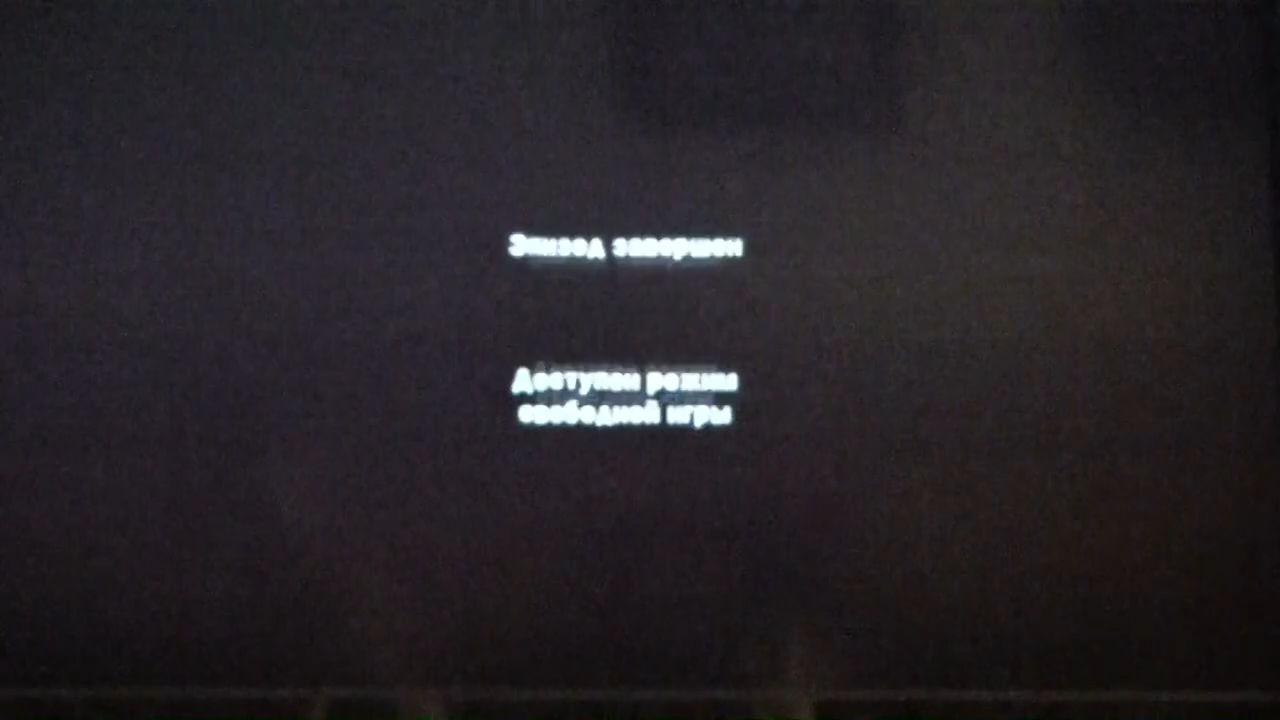 Эпизод завершен
Доступен режим
свободной игры